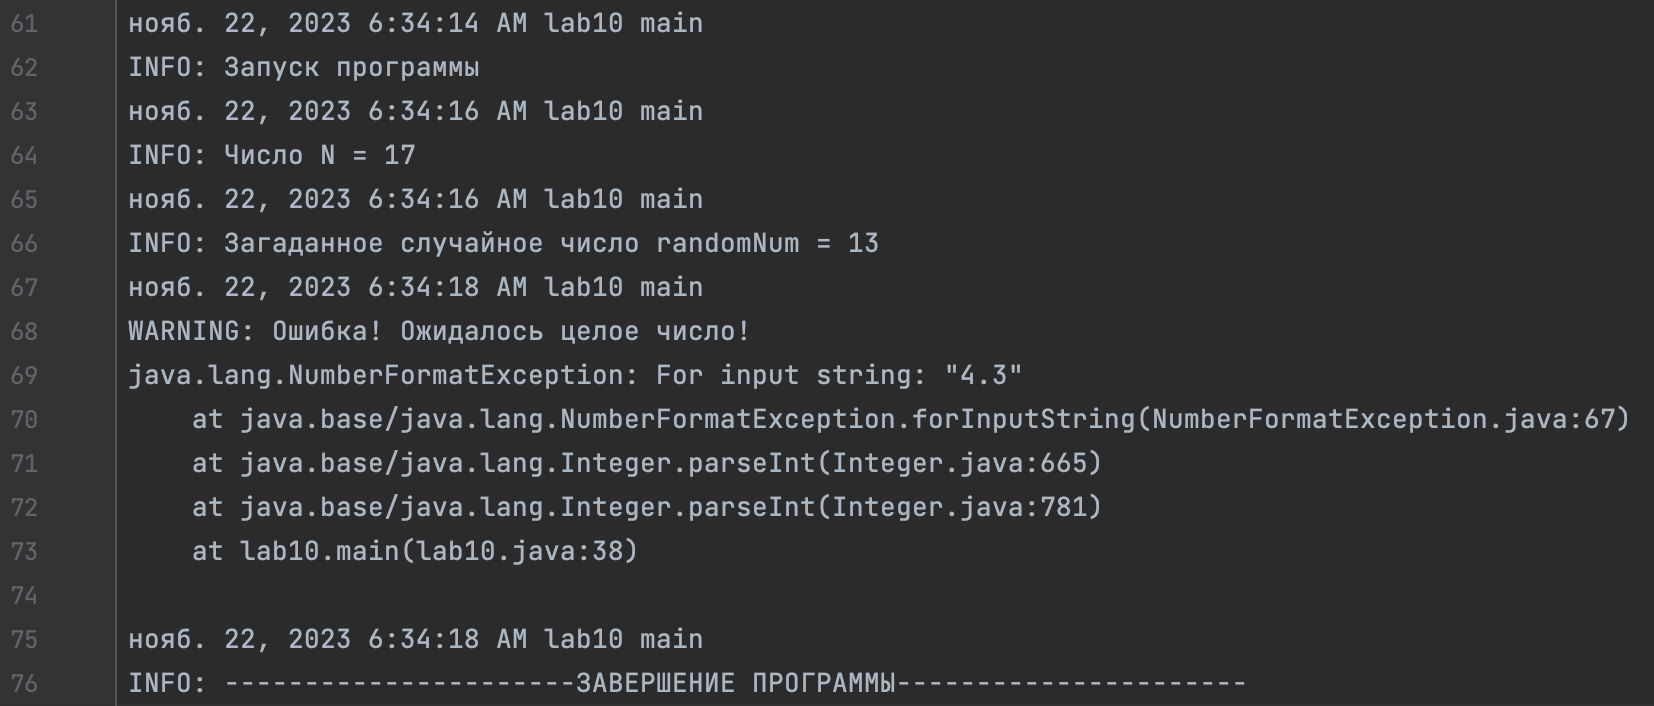 61 нояб. 22, 2023 6:34:14 AM lab10 main
62 INFO: Запуск программы
63 нояб. 22, 2023 6:34:16 AM lab10 main
64 INFO: Число N = 17
65 нояб. 22, 2023 6:34:16 AM lab10 main
66 INFO: Загаданное случайное число randomNum = 13
67 нояб. 22, 2023 6:34:18 AM lab10 main
68 WARNING: Ошибка! Ожидалось целое число!
69 java.lang.NumberFormatException: For input string: "4.3"
70     at java.base/java.lang.NumberFormatException.forInputString(NumberFormatException.java:67)
71     at java.base/java.lang.Integer.parseInt(Integer.java:665)
72     at java.base/java.lang.Integer.parseInt(Integer.java:781)
73     at lab10.main(lab10.java:38)
74
75 нояб. 22, 2023 6:34:18 AM lab10 main
76 INFO: ----------------------ЗАВЕРШЕНИЕ ПРОГРАММЫ----------------------